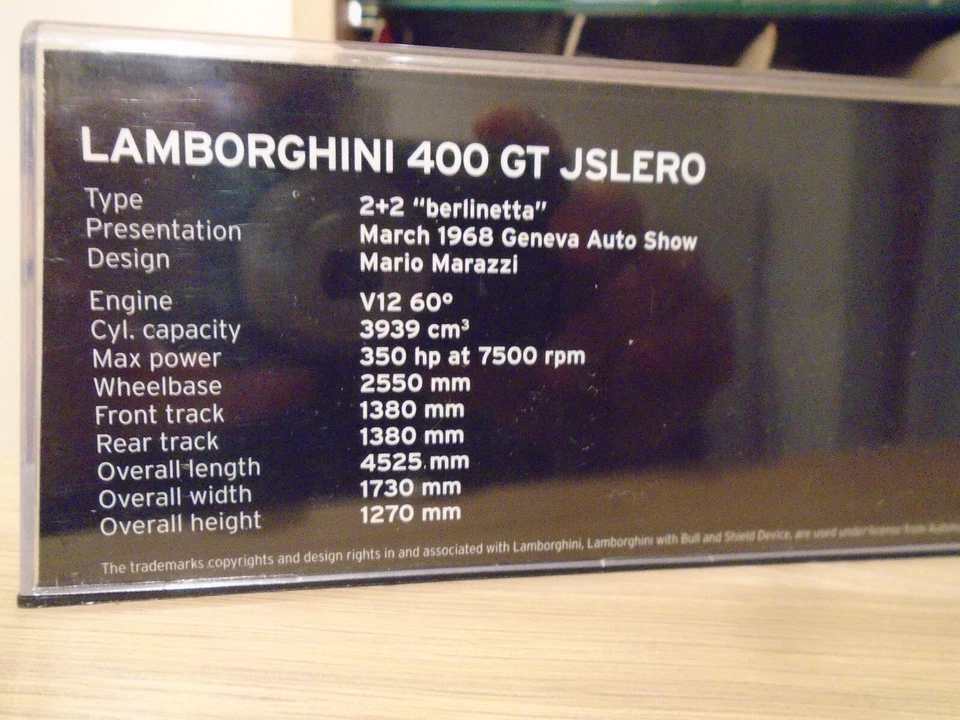 LAMBORGHINI 400 GT JSLERO
Type 2+2 “berlinetta”
Presentation March 1968 Geneva Auto Show
Design Mario Marazzi
Engine V12 60°
Cyl. capacity 3939 cm³
Max power 350 hp at 7500 rpm
Wheelbase 2550 mm
Front track 1380 mm
Rear track 1380 mm
Overall length 4525 mm
Overall width 1730 mm
Overall height 1270 mm
The trademarks copyrights and design rights in and associated with Lamborghini, Lamborghini with Bull and Shield Device, are used under license from